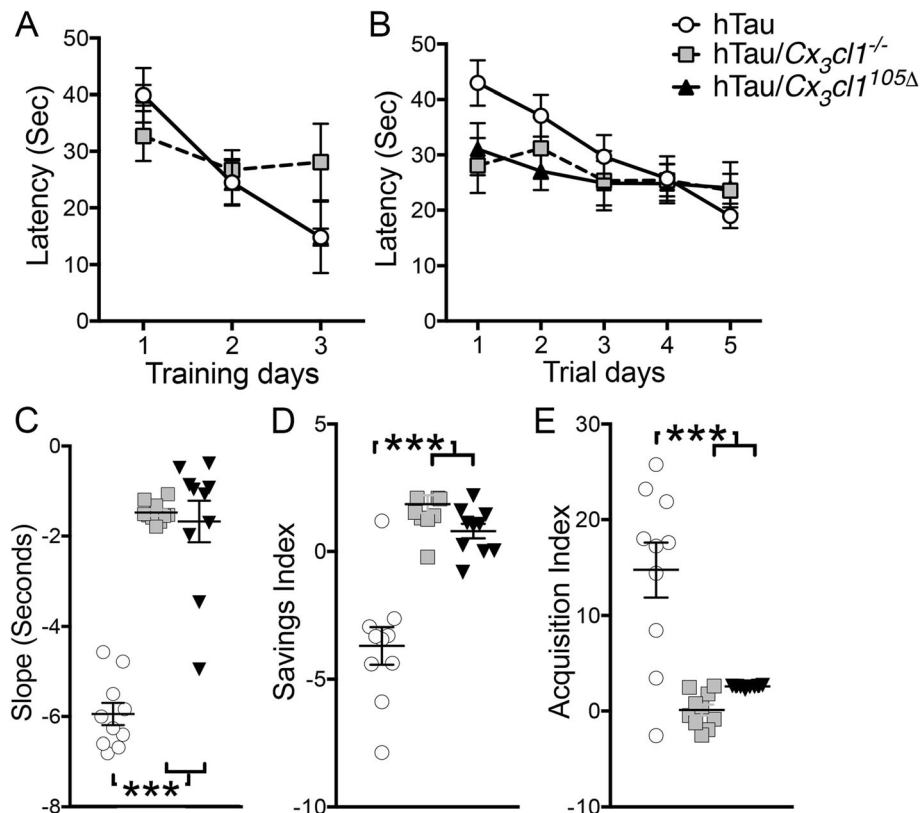 A
B
hTau
hTau/Cx3cl1-/-
hTau/Cx3cl1105Δ
50
40
30
20
10
0
Latency (Sec)
1 2 3
Training days
50
40
30
20
10
0
Latency (Sec)
1 2 3 4 5
Trial days
C
0
-2
-4
-6
-8
Slope (Seconds)
***
D
5
0
-5
-10
Savings Index
***
E
30
20
10
0
-10
Acquisition Index
***